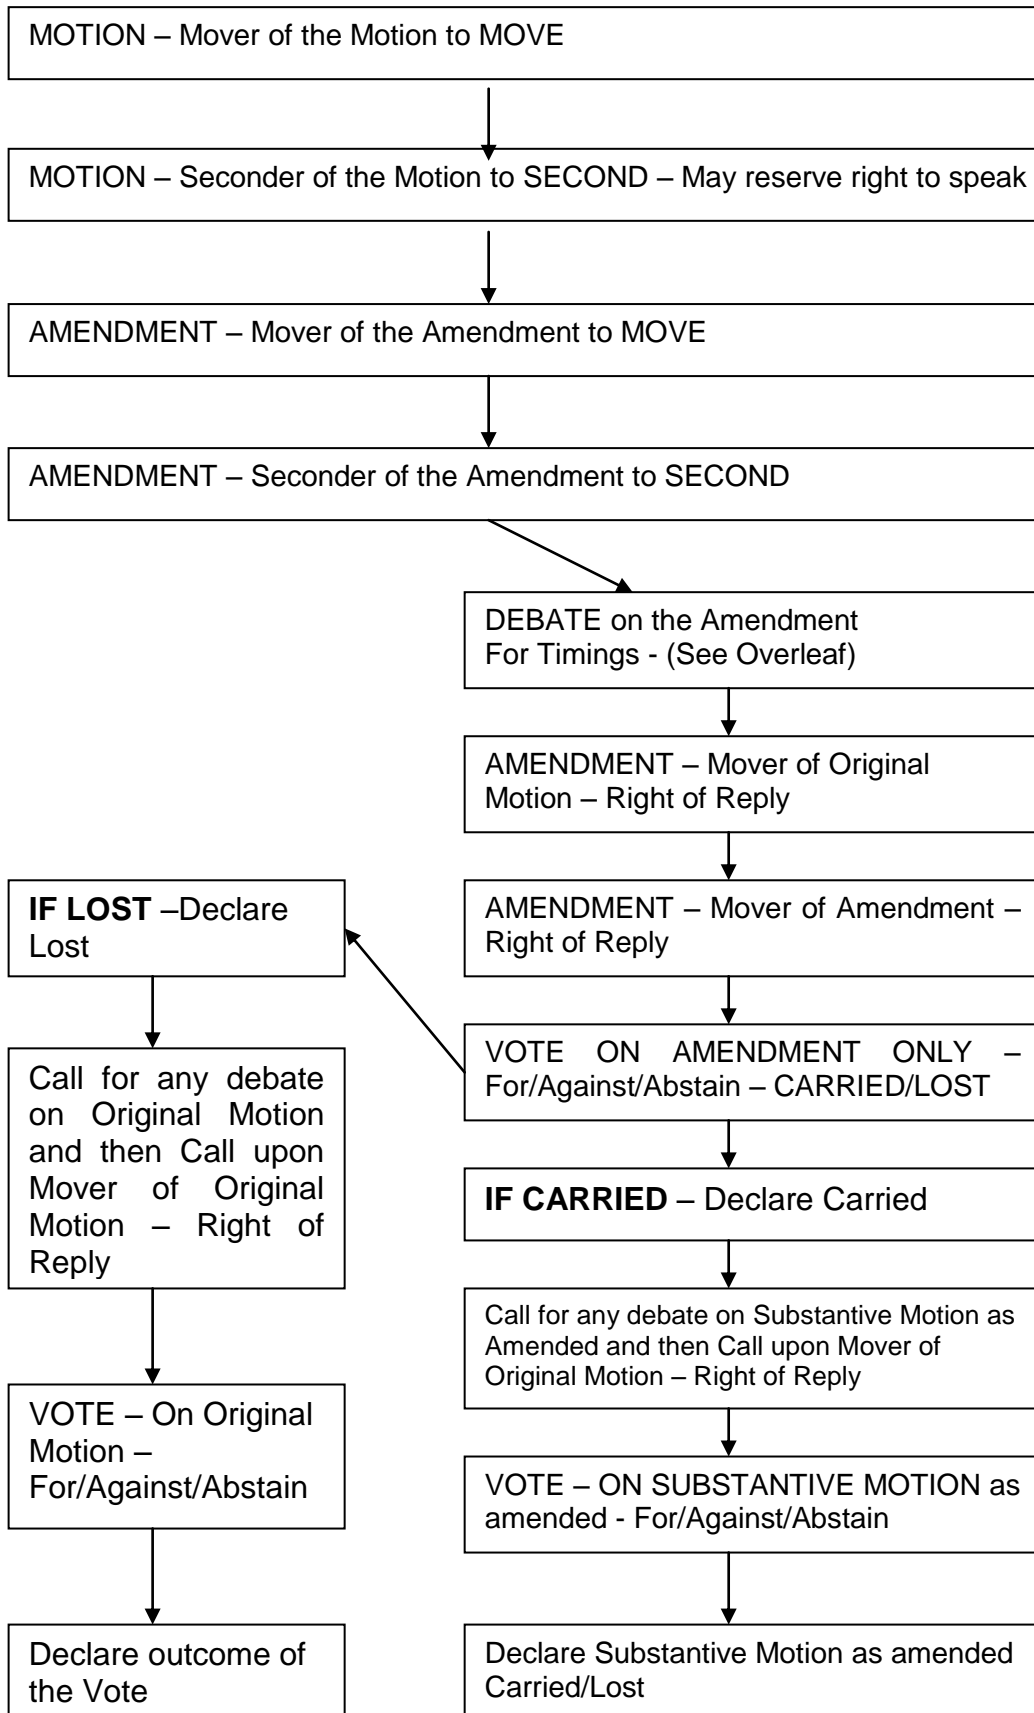 MOTION – Mover of the Motion to MOVE
MOTION – Seconder of the Motion to SECOND – May reserve right to speak
AMENDMENT – Mover of the Amendment to MOVE
AMENDMENT – Seconder of the Amendment to SECOND
DEBATE on the Amendment
For Timings - (See Overleaf)
AMENDMENT – Mover of Original
Motion – Right of Reply
AMENDMENT – Mover of Amendment –
Right of Reply
VOTE ON AMENDMENT ONLY –
For/Against/Abstain – CARRIED/LOST
IF LOST –Declare
Lost
Call for any debate
on Original Motion
and then Call upon
Mover of Original
Motion – Right of
Reply
VOTE – On Original
Motion –
For/Against/Abstain
Declare outcome of
the Vote
IF CARRIED – Declare Carried
Call for any debate on Substantive Motion as
Amended and then Call upon Mover of
Original Motion – Right of Reply
VOTE – ON SUBSTANTIVE MOTION as
amended - For/Against/Abstain
Declare Substantive Motion as amended
Carried/Lost